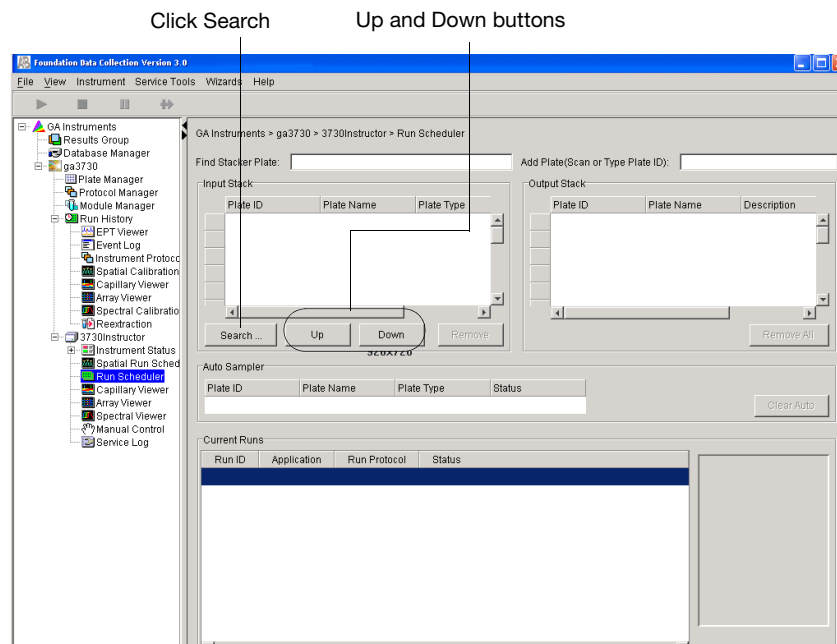 Click Search
Up and Down buttons
Foundation Data Collection Version 3.0
File View Instrument Service Tools Wizards Help
GA Instruments
Results Group
Database Manager
ga3730
Plate Manager
Protocol Manager
Module Manager
Run History
EPT Viewer
Event Log
Instrument Protoc
Spatial Calibration
Capillary Viewer
Array Viewer
Spectral Calibratio
Reextraction
3730Instructor
Instrument Status
Spatial Run Sched
Run Scheduler
Capillary Viewer
Array Viewer
Spectral Viewer
Manual Control
Service Log
GA Instruments > ga3730 > 3730Instructor > Run Scheduler
Find Stacker Plate:
Add Plate(Scan or Type Plate ID):
Input Stack
Plate ID Plate Name Plate Type
Search ... Up Down Remove
Output Stack
Plate ID Plate Name Description
Remove All
Auto Sampler
Plate ID Plate Name Plate Type Status
Clear Auto
Current Runs
Run ID Application Run Protocol Status